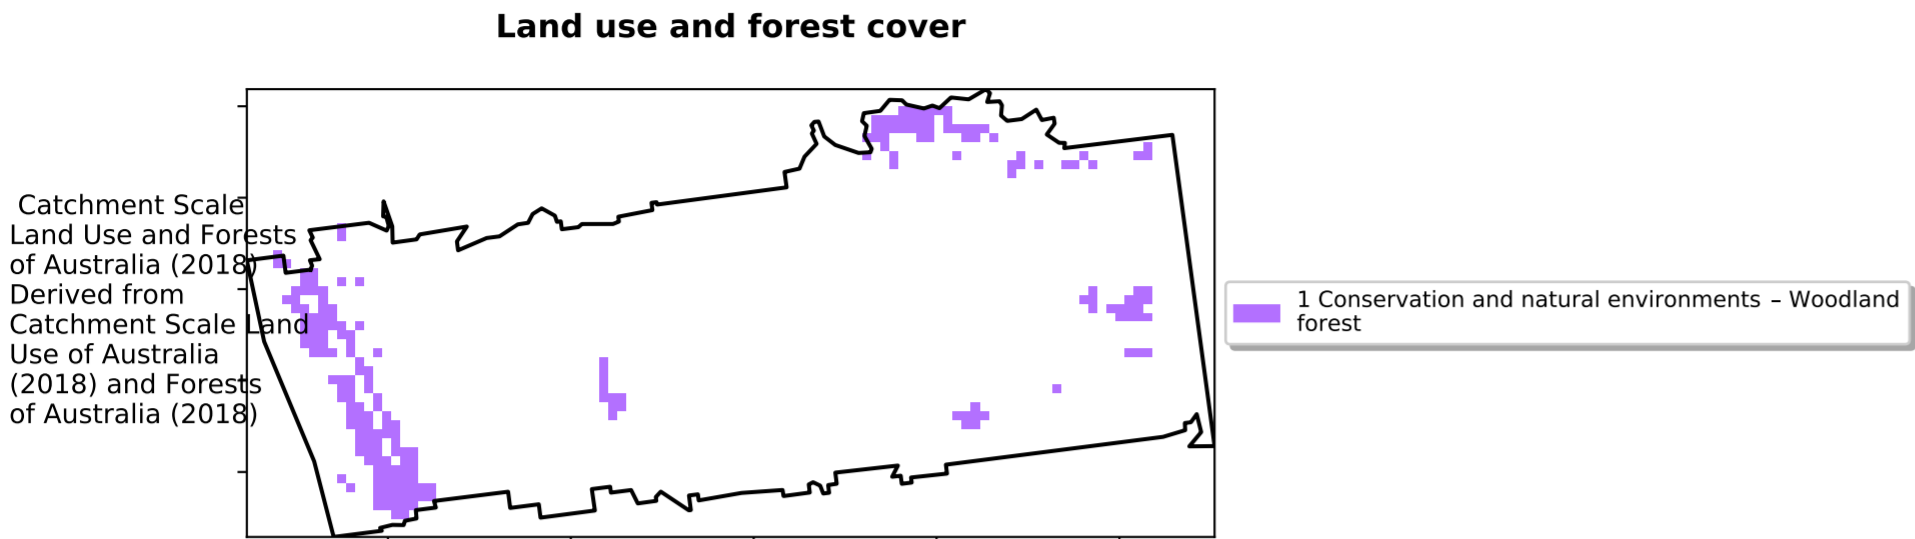 Land use and forest cover
Catchment Scale
Land Use and Forests
of Australia (2018)
Derived from
Catchment Scale Land
Use of Australia
(2018) and Forests
of Australia (2018)
1 Conservation and natural environments – Woodland
forest